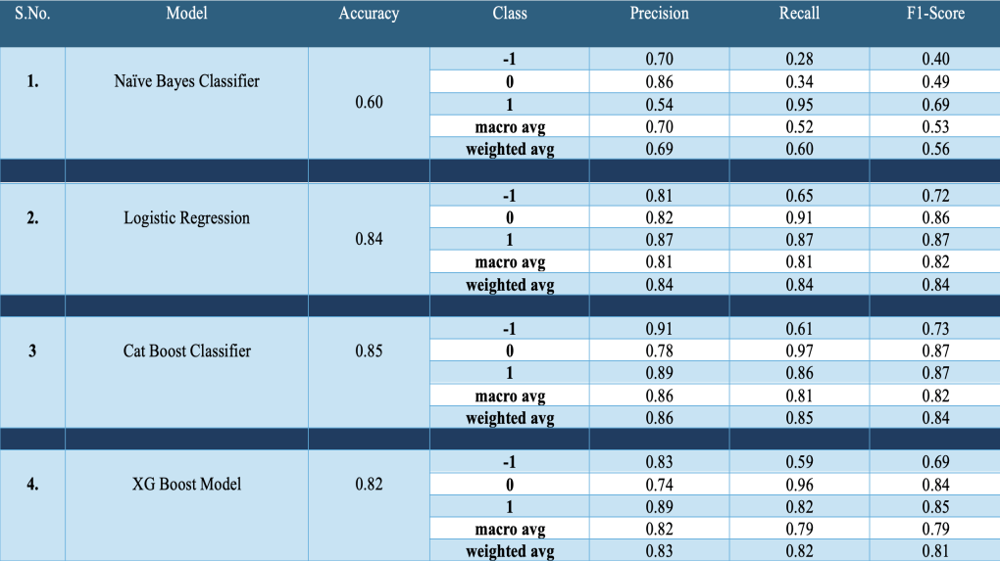 S.No. Model Accuracy Class Precision Recall F1-Score
-1 0.70 0.28 0.40
1. Naïve Bayes Classifier 0 0.86 0.34 0.49
0.60 1 0.54 0.95 0.69
macro avg 0.70 0.52 0.53
weighted avg 0.69 0.60 0.56
-1 0.81 0.65 0.72
2. Logistic Regression 0 0.82 0.91 0.86
0.84 1 0.87 0.87 0.87
macro avg 0.81 0.81 0.82
weighted avg 0.84 0.84 0.84
-1 0.91 0.61 0.73
3 Cat Boost Classifier 0.85 0 0.78 0.97 0.87
1 0.89 0.86 0.87
macro avg 0.86 0.81 0.82
weighted avg 0.86 0.85 0.84
-1 0.83 0.59 0.69
4. XG Boost Model 0.82 0 0.74 0.96 0.84
1 0.89 0.82 0.85
macro avg 0.82 0.79 0.79
weighted avg 0.83 0.82 0.81